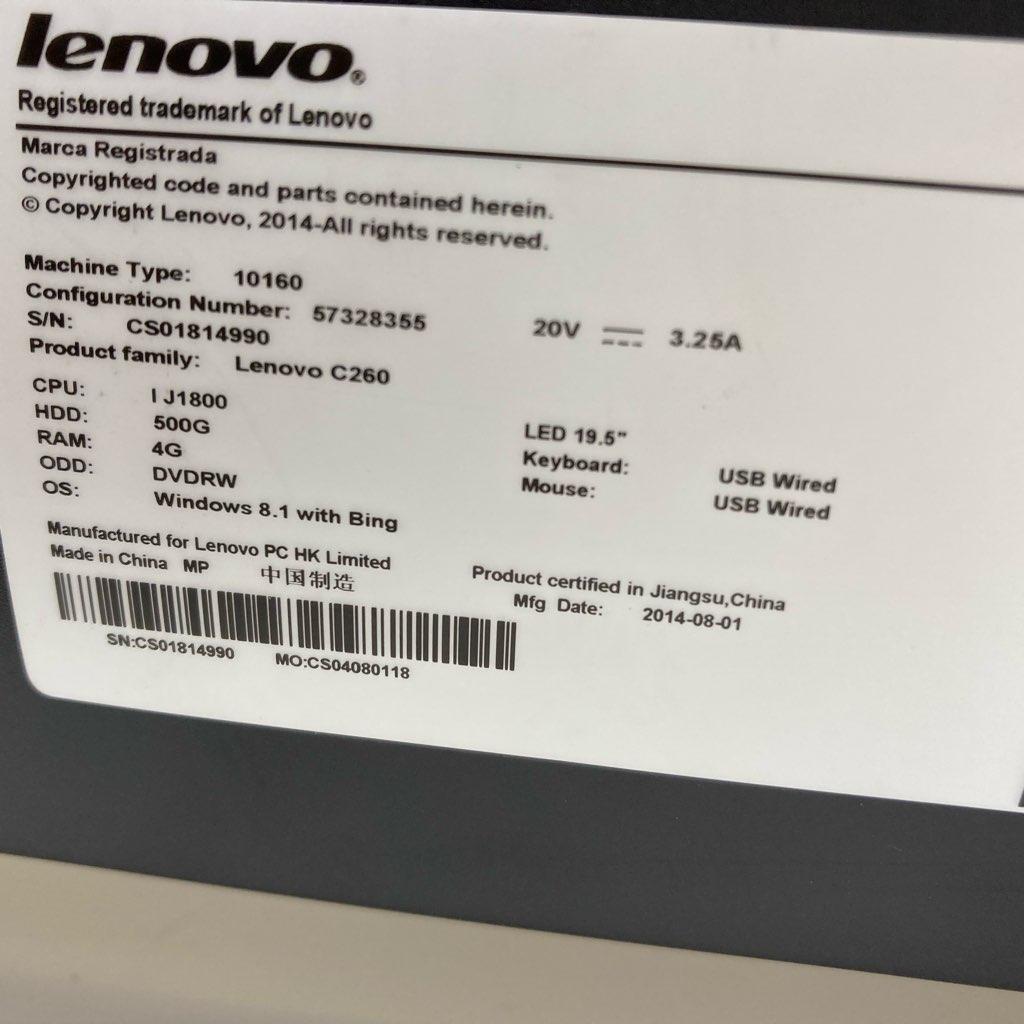 lenovo®
Registered trademark of Lenovo
Marca Registrada
Copyrighted code and parts contained herein.
© Copyright Lenovo, 2014-All rights reserved.
Machine Type: 10160
Configuration Number: 57328355
S/N: CS01814990
20V 3.25A
Product family: Lenovo C260
CPU: I J1800
HDD: 500G
RAM: 4G
ODD: DVDRW
OS: Windows 8.1 with Bing
LED 19.5"
Keyboard: USB Wired
Mouse: USB Wired
Manufactured for Lenovo PC HK Limited
Made in China MP 中国制造
Product certified in Jiangsu,China
Mfg Date: 2014-08-01
SN:CS01814990 MO:CS04080118